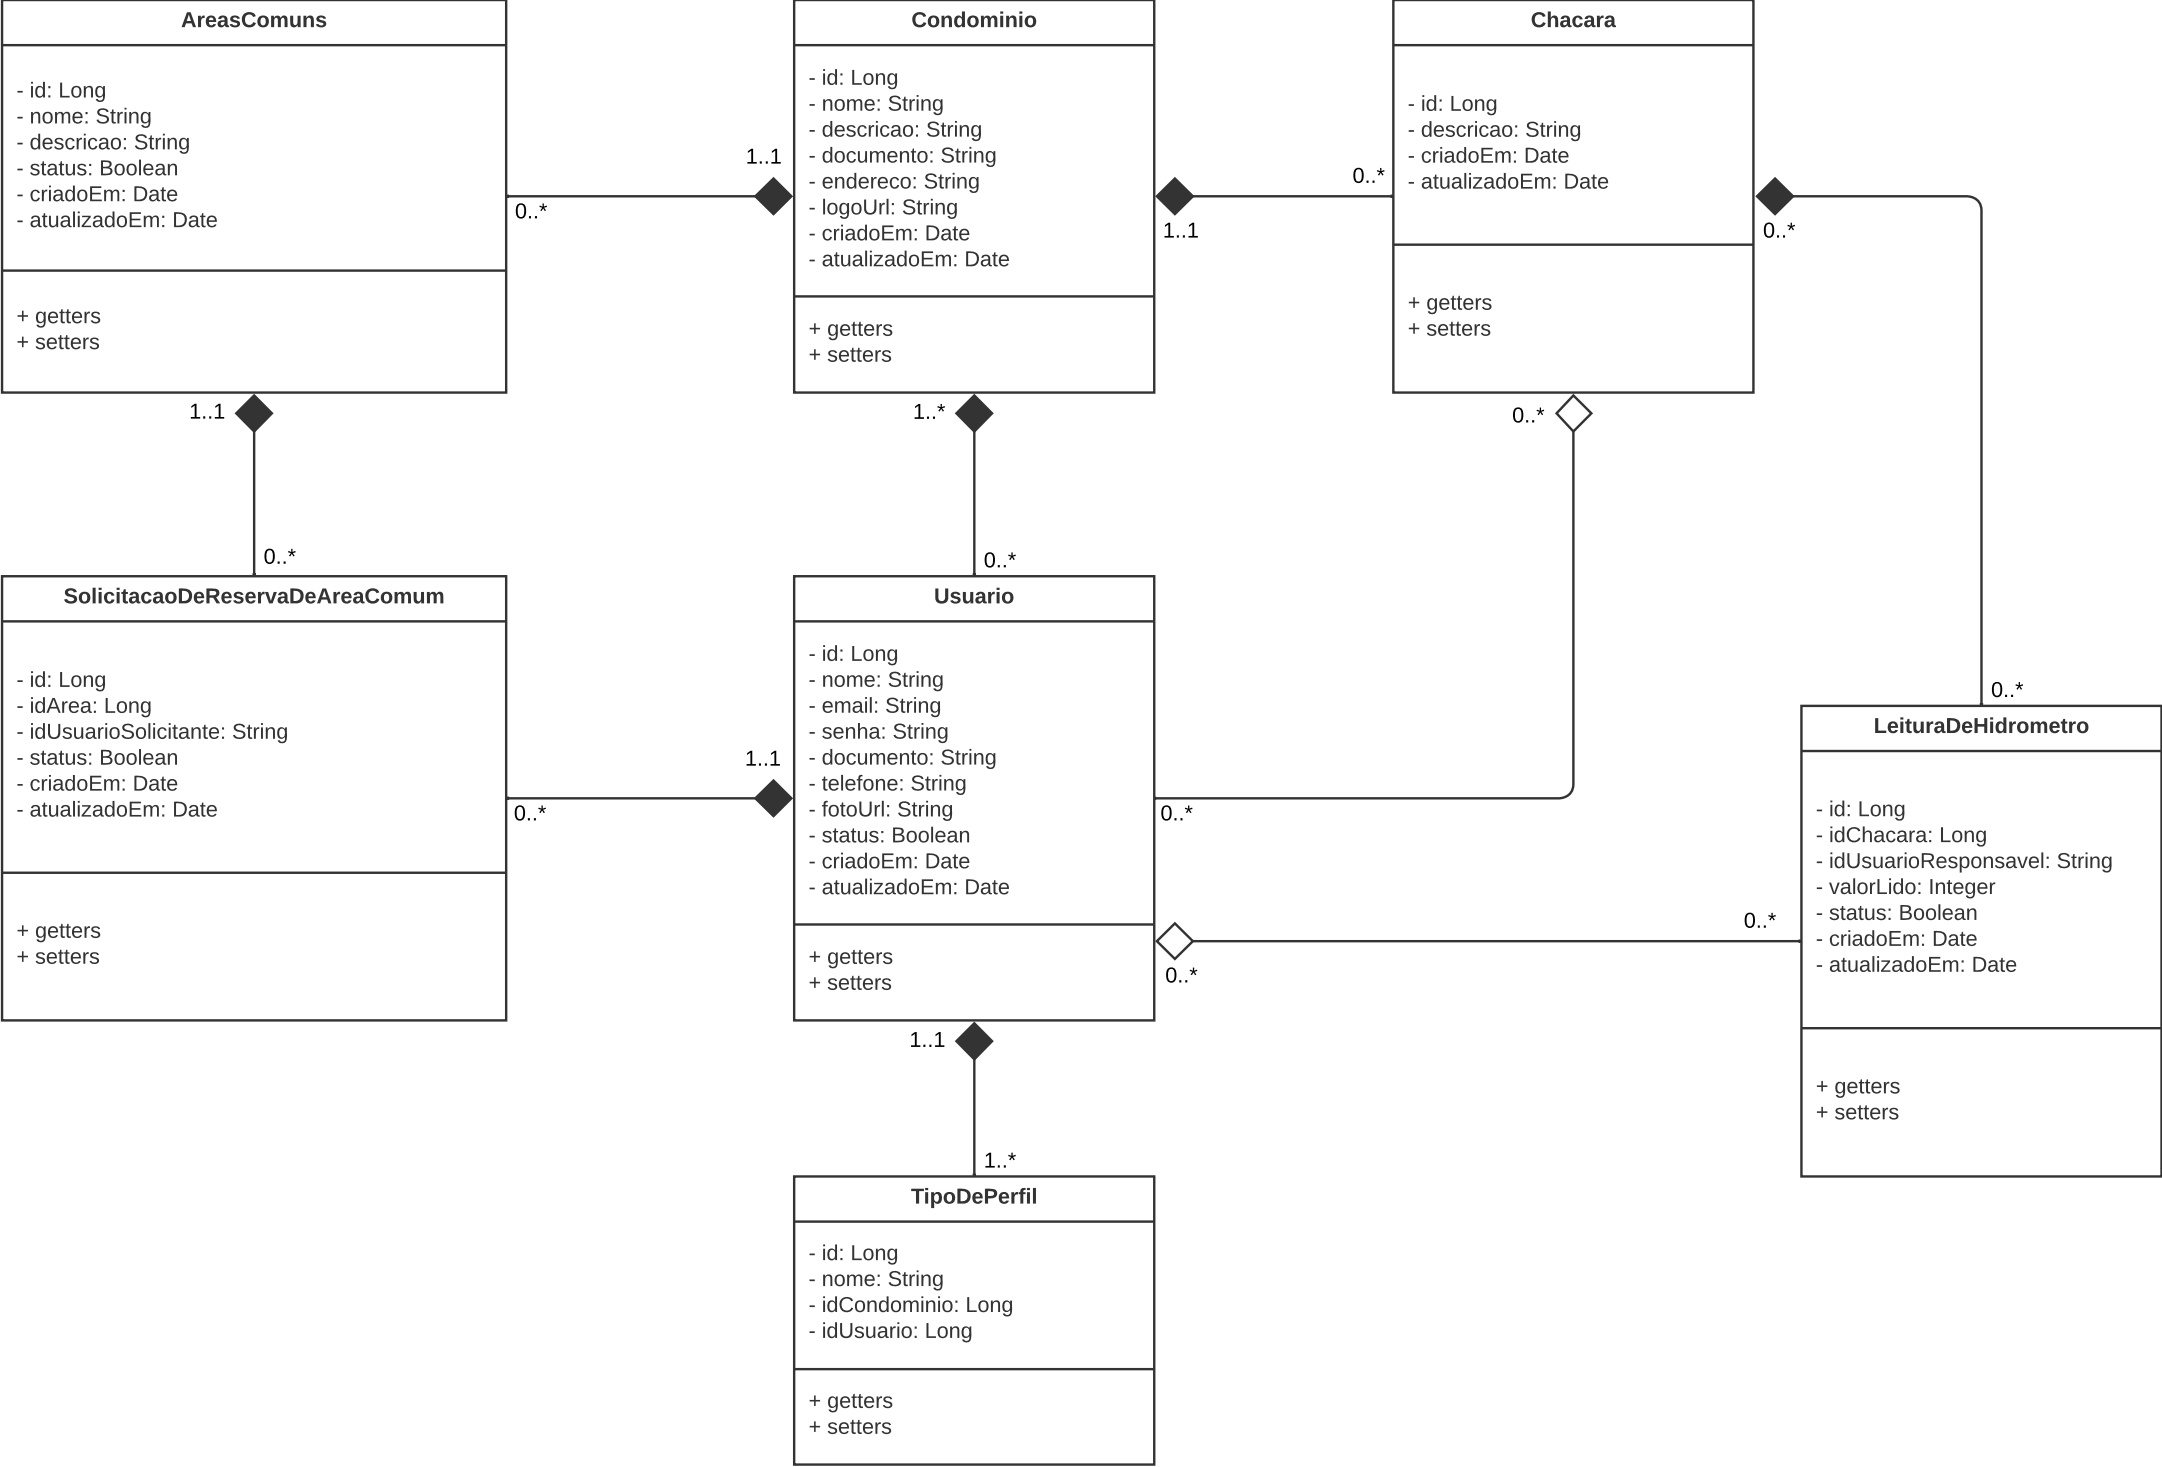 AreasComuns
- id: Long
- nome: String
- descricao: String
- status: Boolean
- criadoEm: Date
- atualizadoEm: Date
+ getters
+ setters
0..*
1..1
Condominio
- id: Long
- nome: String
- descricao: String
- documento: String
- endereco: String
- logoUrl: String
- criadoEm: Date
- atualizadoEm: Date
+ getters
+ setters
1..1
0..*
Chacara
- id: Long
- descricao: String
- criadoEm: Date
- atualizadoEm: Date
+ getters
+ setters
0..*
1..1
0..*
1..*
0..*
0..*
0..*
SolicitacaoDeReservaDeAreaComum
- id: Long
- idArea: Long
- idUsuarioSolicitante: String
- status: Boolean
- criadoEm: Date
- atualizadoEm: Date
+ getters
+ setters
0..*
1..1
Usuario
- id: Long
- nome: String
- email: String
- senha: String
- documento: String
- telefone: String
- fotoUrl: String
- status: Boolean
- criadoEm: Date
- atualizadoEm: Date
+ getters
+ setters
0..*
0..*
0..*
LeituraDeHidrometro
- id: Long
- idChacara: Long
- idUsuarioResponsavel: String
- valorLido: Integer
- status: Boolean
- criadoEm: Date
- atualizadoEm: Date
+ getters
+ setters
1..1
1..*
TipoDePerfil
- id: Long
- nome: String
- idCondominio: Long
- idUsuario: Long
+ getters
+ setters